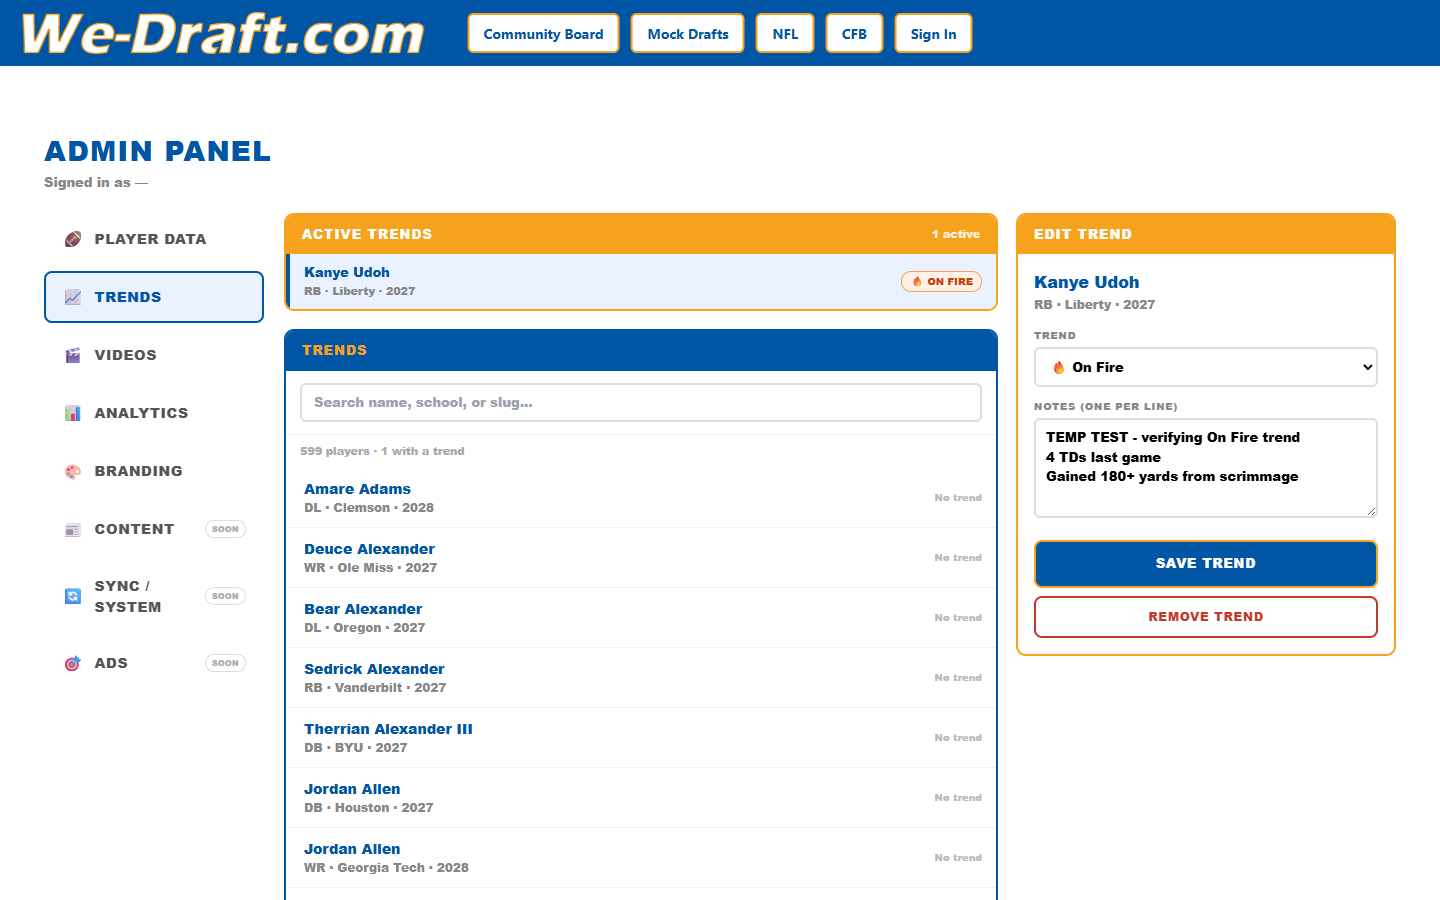 We-Draft.com
Community Board
Mock Drafts
NFL
CFB
Sign In
ADMIN PANEL
Signed in as —
PLAYER DATA
TRENDS
VIDEOS
ANALYTICS
BRANDING
CONTENT
SOON
SYNC /
SYSTEM
SOON
ADS
SOON
ACTIVE TRENDS
1 active
Kanye Udoh
RB • Liberty • 2027
🔥 ON FIRE
TRENDS
Search name, school, or slug...
599 players · 1 with a trend
Amare Adams
DL • Clemson • 2028
No trend
Deuce Alexander
WR • Ole Miss • 2027
No trend
Bear Alexander
DL • Oregon • 2027
No trend
Sedrick Alexander
RB • Vanderbilt • 2027
No trend
Therrian Alexander III
DB • BYU • 2027
No trend
Jordan Allen
DB • Houston • 2027
No trend
Jordan Allen
WR • Georgia Tech • 2028
No trend
EDIT TREND
Kanye Udoh
RB • Liberty • 2027
TREND
🔥 On Fire
NOTES (ONE PER LINE)
TEMP TEST - verifying On Fire trend
4 TDs last game
Gained 180+ yards from scrimmage
SAVE TREND
REMOVE TREND